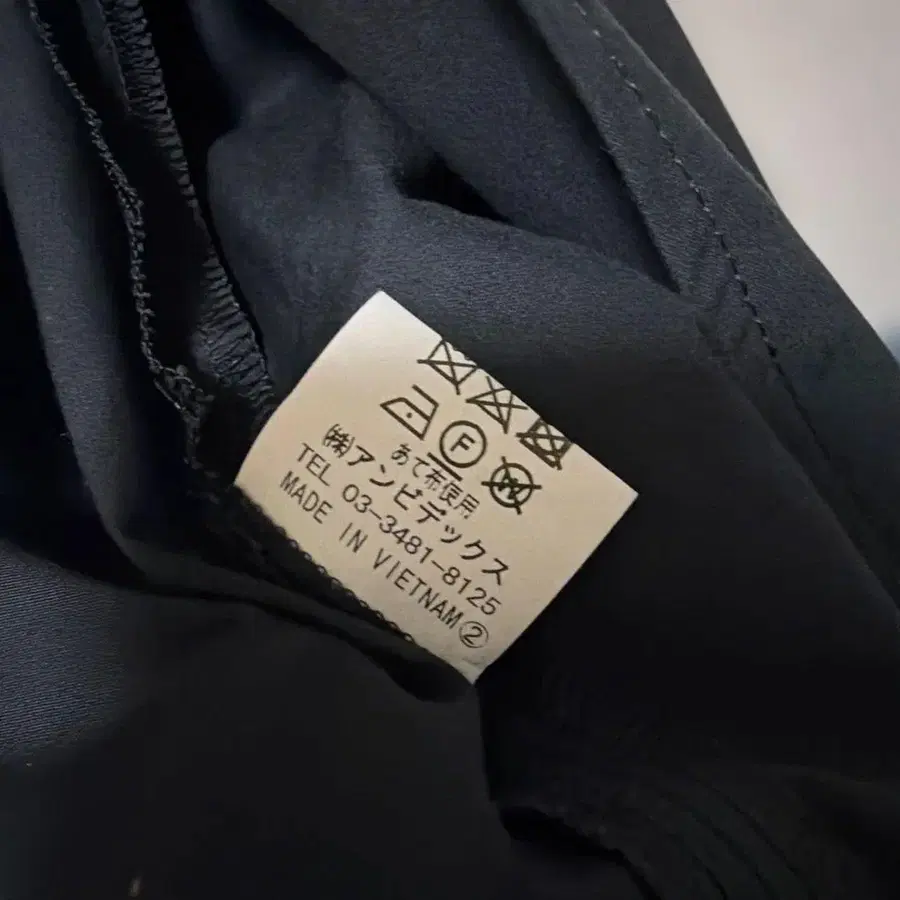 Ⓕ Ⓦ
あて布使用
㈱アンビデックス
TEL 03-3481-8125
MADE IN VIETNAM②